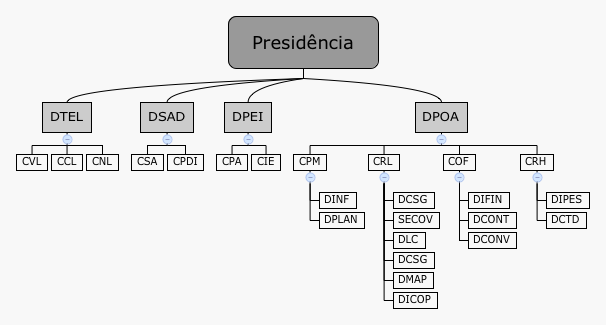 Presidência
DTEL DSAD DPEI DPOA
CVL CCL CNL CSA CPDI CPA CIE CPM CRL COF CRH
DINF DCSG DIFIN DIPES
DPLAN SECOV DCONT DCTD
DLC DCONV
DCSG
DMAP
DICOP